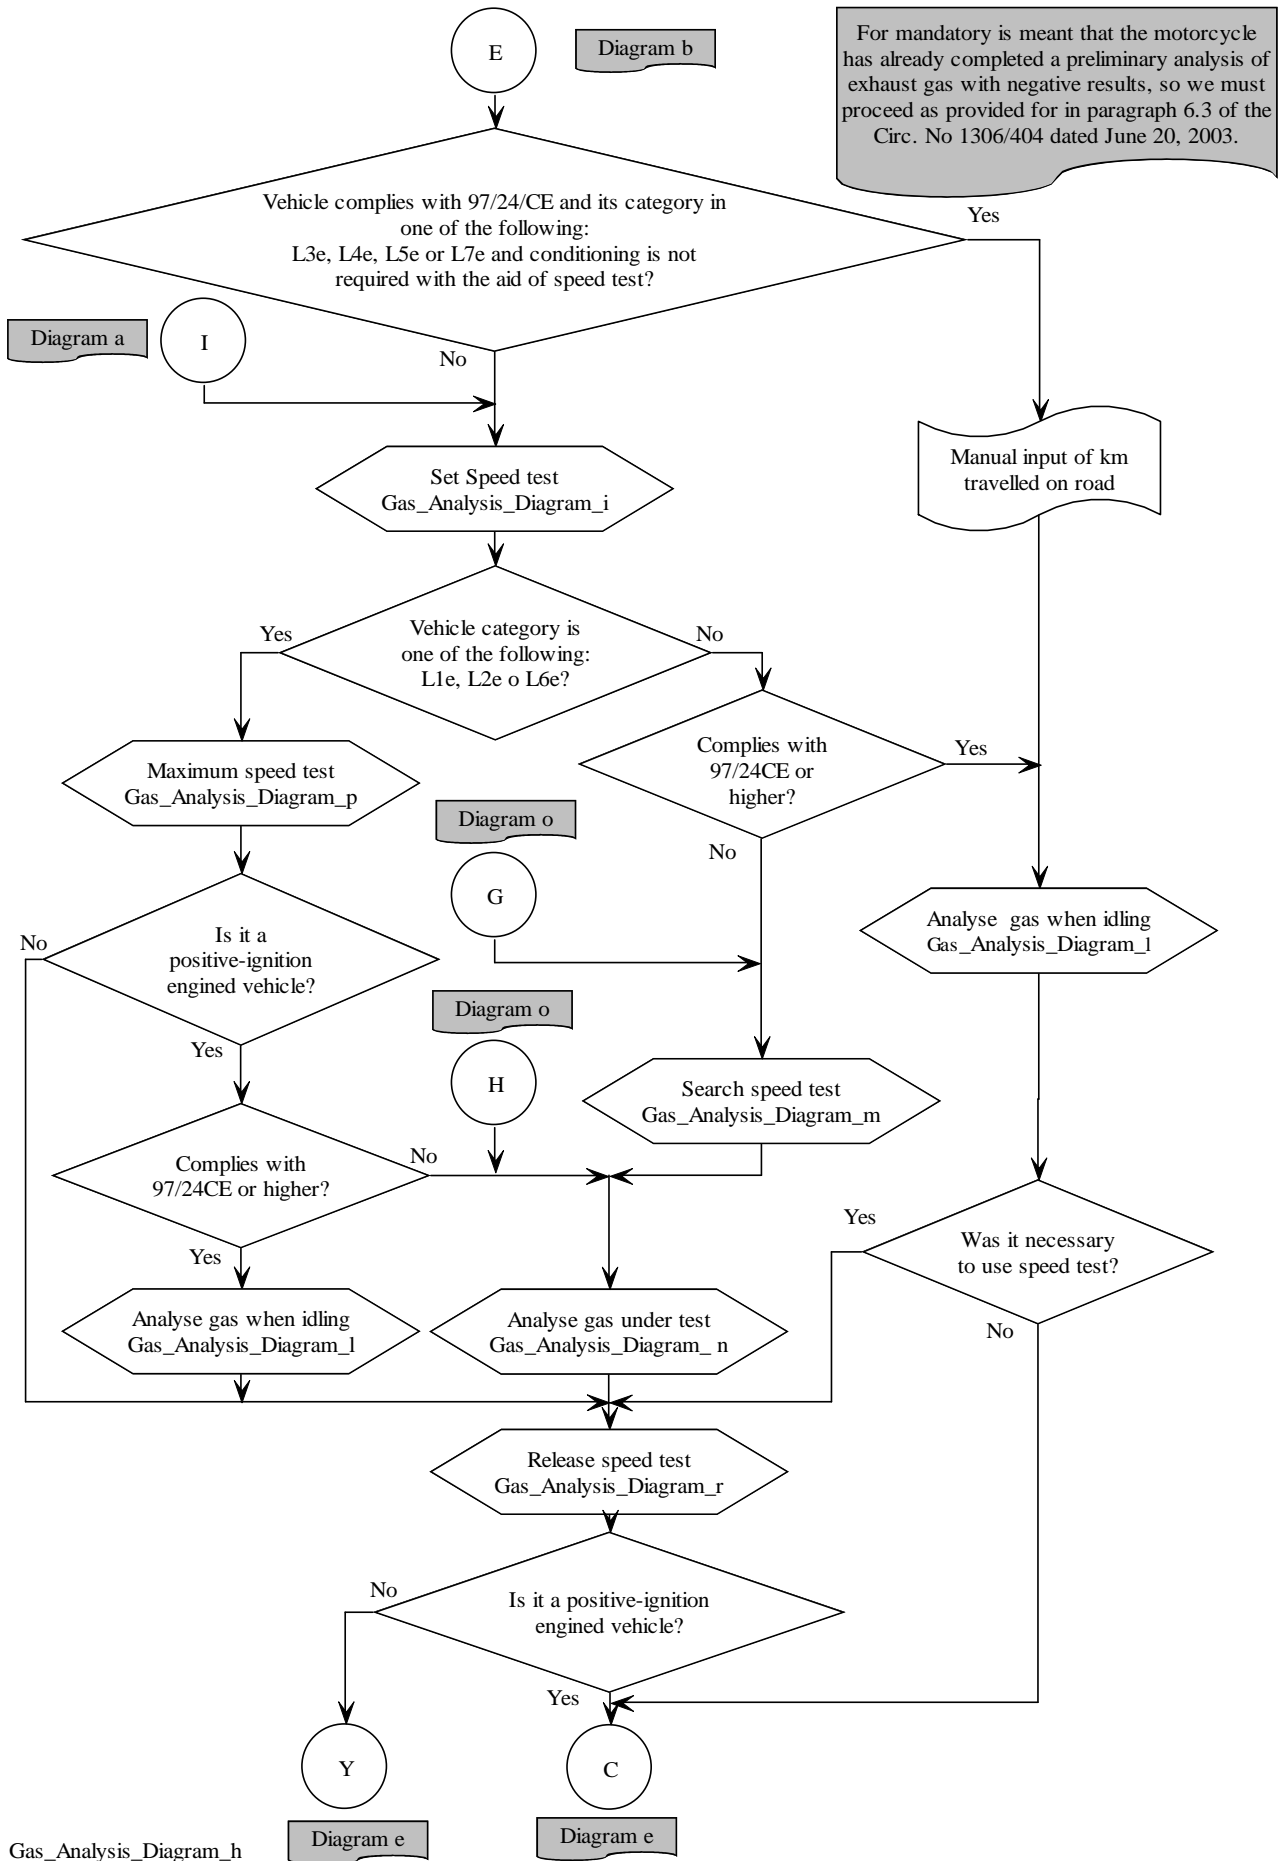 E
Diagram b
For mandatory is meant that the motorcycle
has already completed a preliminary analysis of
exhaust gas with negative results, so we must
proceed as provided for in paragraph 6.3 of the
Circ. No 1306/404 dated June 20, 2003.
Vehicle complies with 97/24/CE and its category in
one of the following:
L3e, L4e, L5e or L7e and conditioning is not
required with the aid of speed test?
Yes
Diagram a
I
No
Manual input of km
travelled on road
Set Speed test
Gas_Analysis_Diagram_i
Vehicle category is
one of the following:
L1e, L2e o L6e?
Yes
No
Maximum speed test
Gas_Analysis_Diagram_p
Complies with
97/24CE or
higher?
Yes
No
Diagram o
G
Is it a
positive-ignition
engined vehicle?
No
Yes
Analyse gas when idling
Gas_Analysis_Diagram_l
Diagram o
H
Search speed test
Gas_Analysis_Diagram_m
Complies with
97/24CE or higher?
No
Yes
Was it necessary
to use speed test?
Yes
No
Analyse gas when idling
Gas_Analysis_Diagram_l
Analyse gas under test
Gas_Analysis_Diagram_ n
Release speed test
Gas_Analysis_Diagram_r
Is it a positive-ignition
engined vehicle?
No
Yes
Y
C
Diagram e
Diagram e
Gas_Analysis_Diagram_h